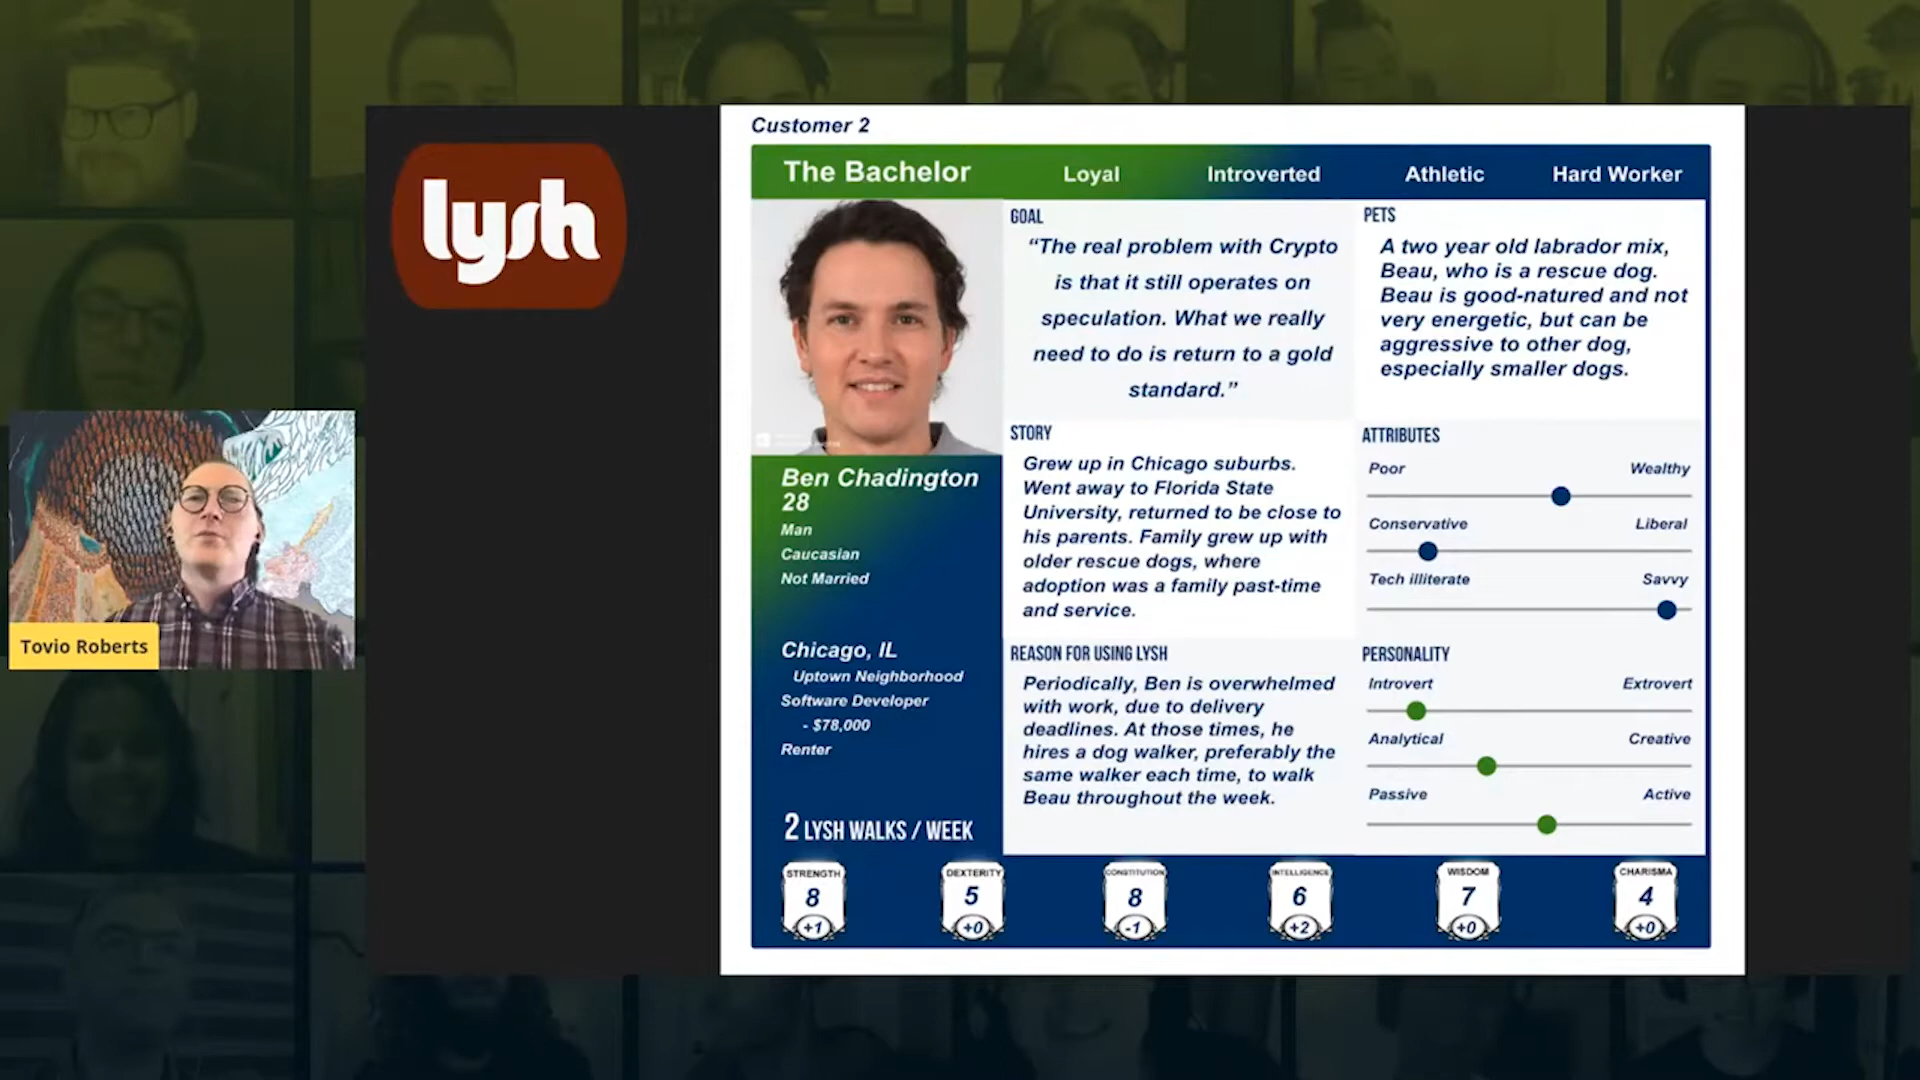 lysh
Customer 2
The Bachelor
Loyal
Introverted
Athletic
Hard Worker
GOAL
“The real problem with Crypto
is that it still operates on
speculation. What we really
need to do is return to a gold
standard.”
PETS
A two year old labrador mix,
Beau, who is a rescue dog.
Beau is good-natured and not
very energetic, but can be
aggressive to other dog,
especially smaller dogs.
STORY
Grew up in Chicago suburbs.
Went away to Florida State
University, returned to be close to
his parents. Family grew up with
older rescue dogs, where
adoption was a family past-time
and service.
ATTRIBUTES
Poor Wealthy
Conservative Liberal
Tech illiterate Savvy
Ben Chadington
28
Man
Caucasian
Not Married
Chicago, IL
Uptown Neighborhood
Software Developer
- $78,000
Renter
2 LYSH WALKS / WEEK
REASON FOR USING LYSH
Periodically, Ben is overwhelmed
with work, due to delivery
deadlines. At those times, he
hires a dog walker, preferably the
same walker each time, to walk
Beau throughout the week.
PERSONALITY
Introvert Extrovert
Analytical Creative
Passive Active
STRENGTH
8
+1
DEXTERITY
5
+0
CONSTITUTION
8
-1
INTELLIGENCE
6
+2
WISDOM
7
+0
CHARISMA
4
+0
Tovio Roberts